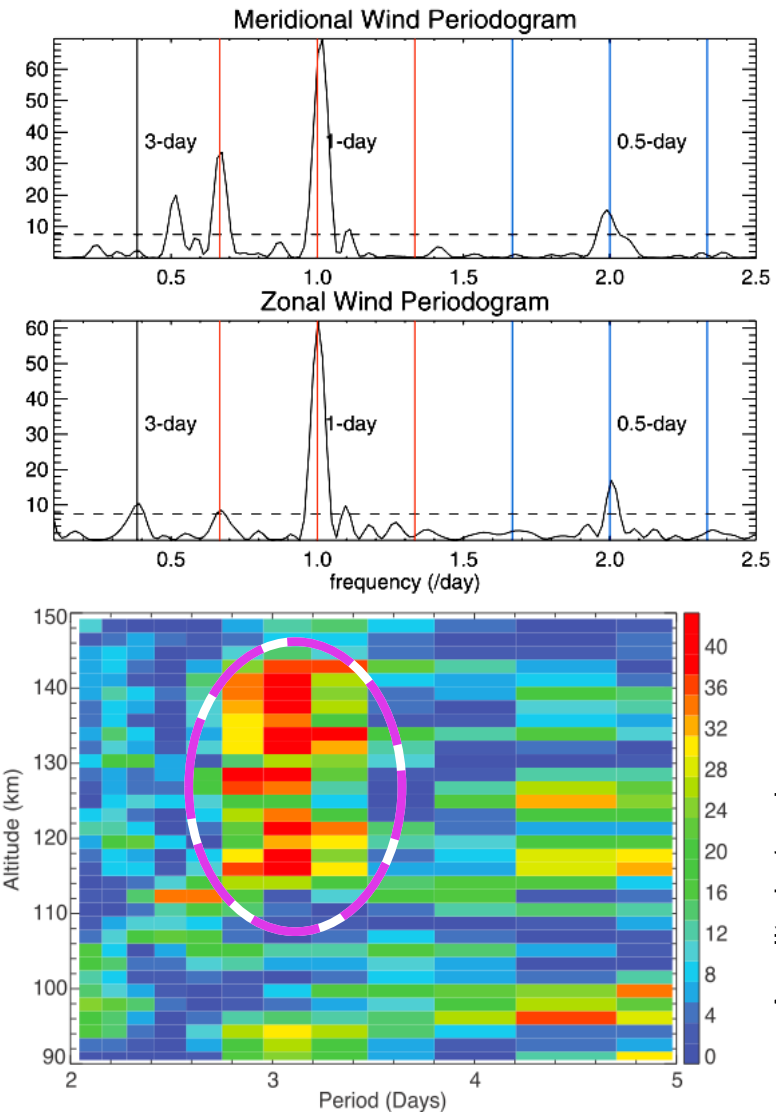 Meridional Wind Periodogram
60
50
40
30
20
10
3-day
1-day
0.5-day
0.5 1.0 1.5 2.0 2.5
Zonal Wind Periodogram
60
50
40
30
20
10
3-day
1-day
0.5-day
0.5 1.0 1.5 2.0 2.5
frequency (/day)
150
140
130
120
110
100
90
Altitude (km)
2 3 4 5
Period (Days)
40
36
32
28
24
20
16
12
8
4
0